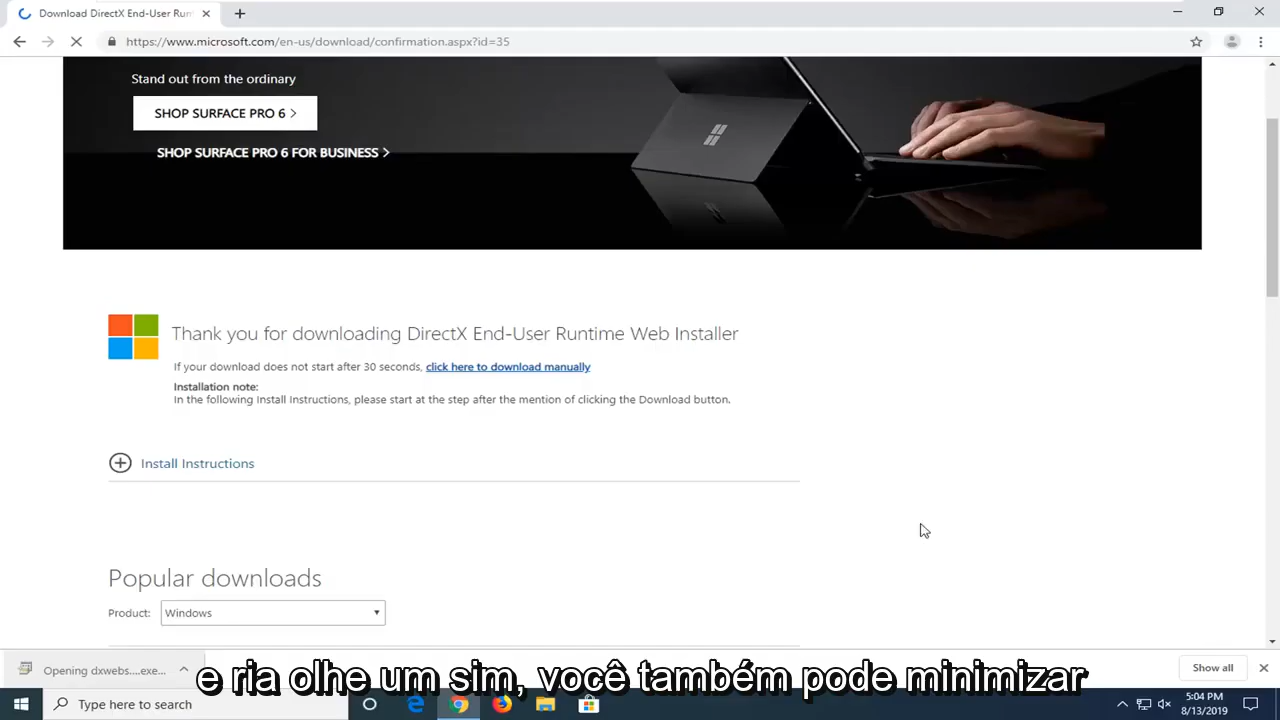 Download DirectX End-User Run
https://www.microsoft.com/en-us/download/confirmation.aspx?id=35
Stand out from the ordinary
SHOP SURFACE PRO 6 >
SHOP SURFACE PRO 6 FOR BUSINESS >
Thank you for downloading DirectX End-User Runtime Web Installer
If your download does not start after 30 seconds, click here to download manually
Installation note:
In the following Install Instructions, please start at the step after the mention of clicking the Download button.
Install Instructions
Popular downloads
Product: Windows
Opening dxwebs....exe...
Show all
e ria olhe um sim, você também pode minimizar
Type here to search
5:04 PM
8/13/2019